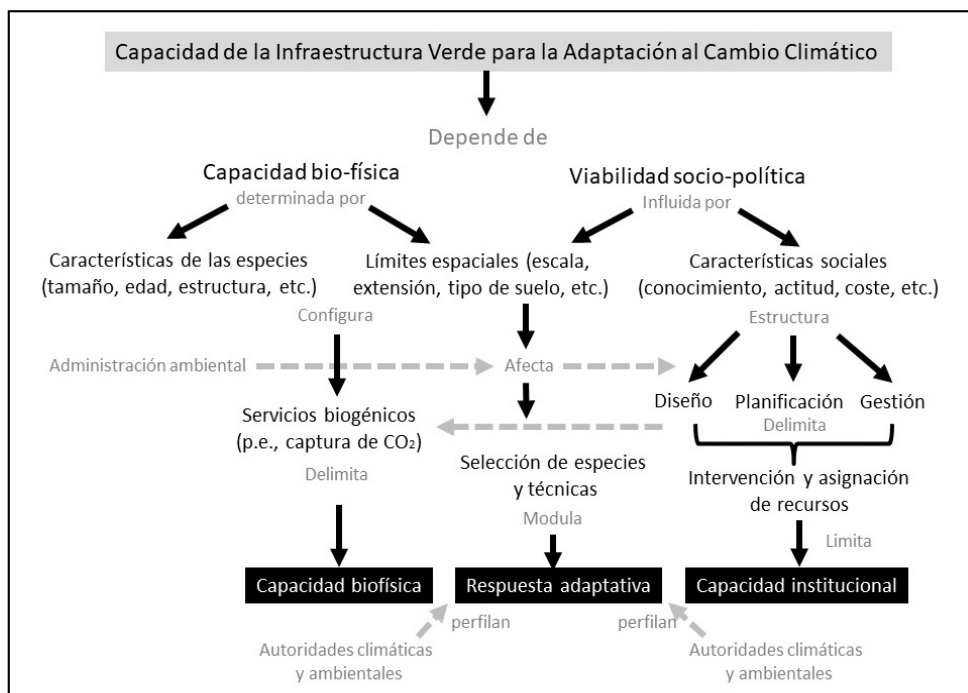 Capacidad de la Infraestructura Verde para la Adaptación al Cambio Climático
Depende de
Capacidad bio-física
determinada por
Viabilidad socio-política
Influida por
Características de las especies
(tamaño, edad, estructura, etc.)
Configura
Límites espaciales (escala,
extensión, tipo de suelo, etc.)
Características sociales
(conocimiento, actitud, coste, etc.)
Estructura
Administración ambiental
Afecta
Diseño
Planificación
Gestión
Delimita
Servicios biogénicos
(p.e., captura de CO2)
Delimita
Selección de especies
y técnicas
Modula
Intervención y asignación
de recursos
Limita
Capacidad biofísica
Respuesta adaptativa
Capacidad institucional
perfilan
perfilan
Autoridades climáticas
y ambientales
Autoridades climáticas
y ambientales